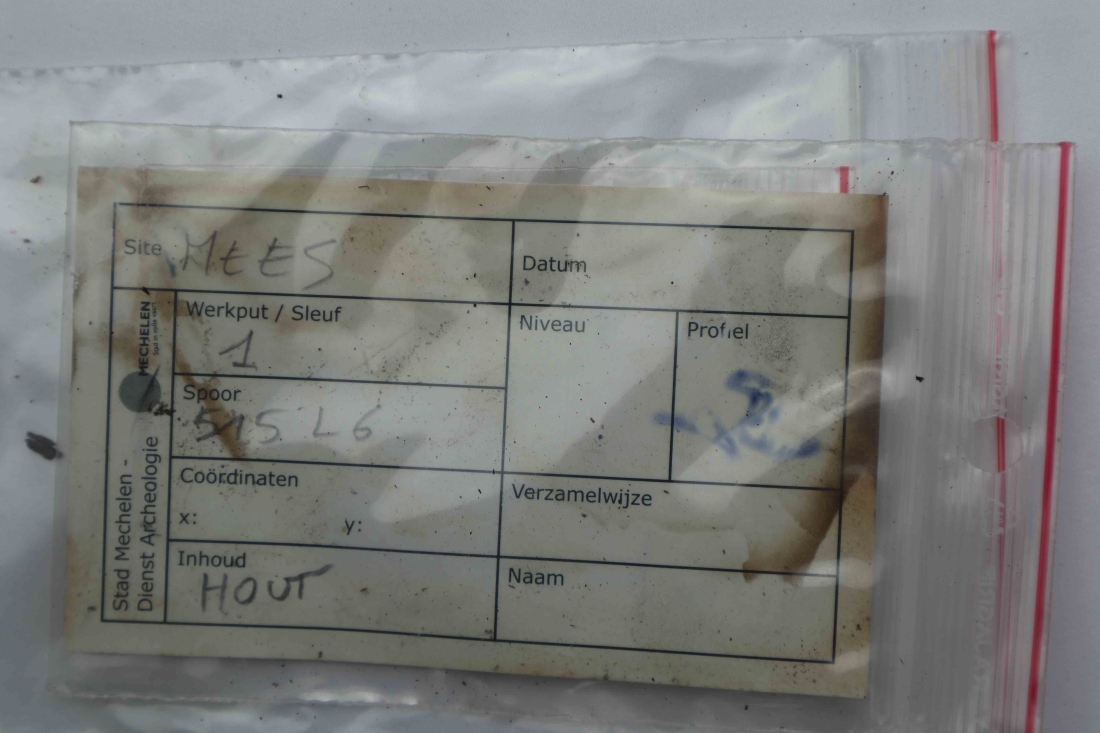 Site MEES
Datum
Werkput / Sleuf
1
Niveau
Profiel
Spoor
515 L6
Coördinaten
x: y:
Verzamelwijze
Inhoud
HOUT
Naam
Stad Mechelen -
Dienst Archeologie
MECHELEN